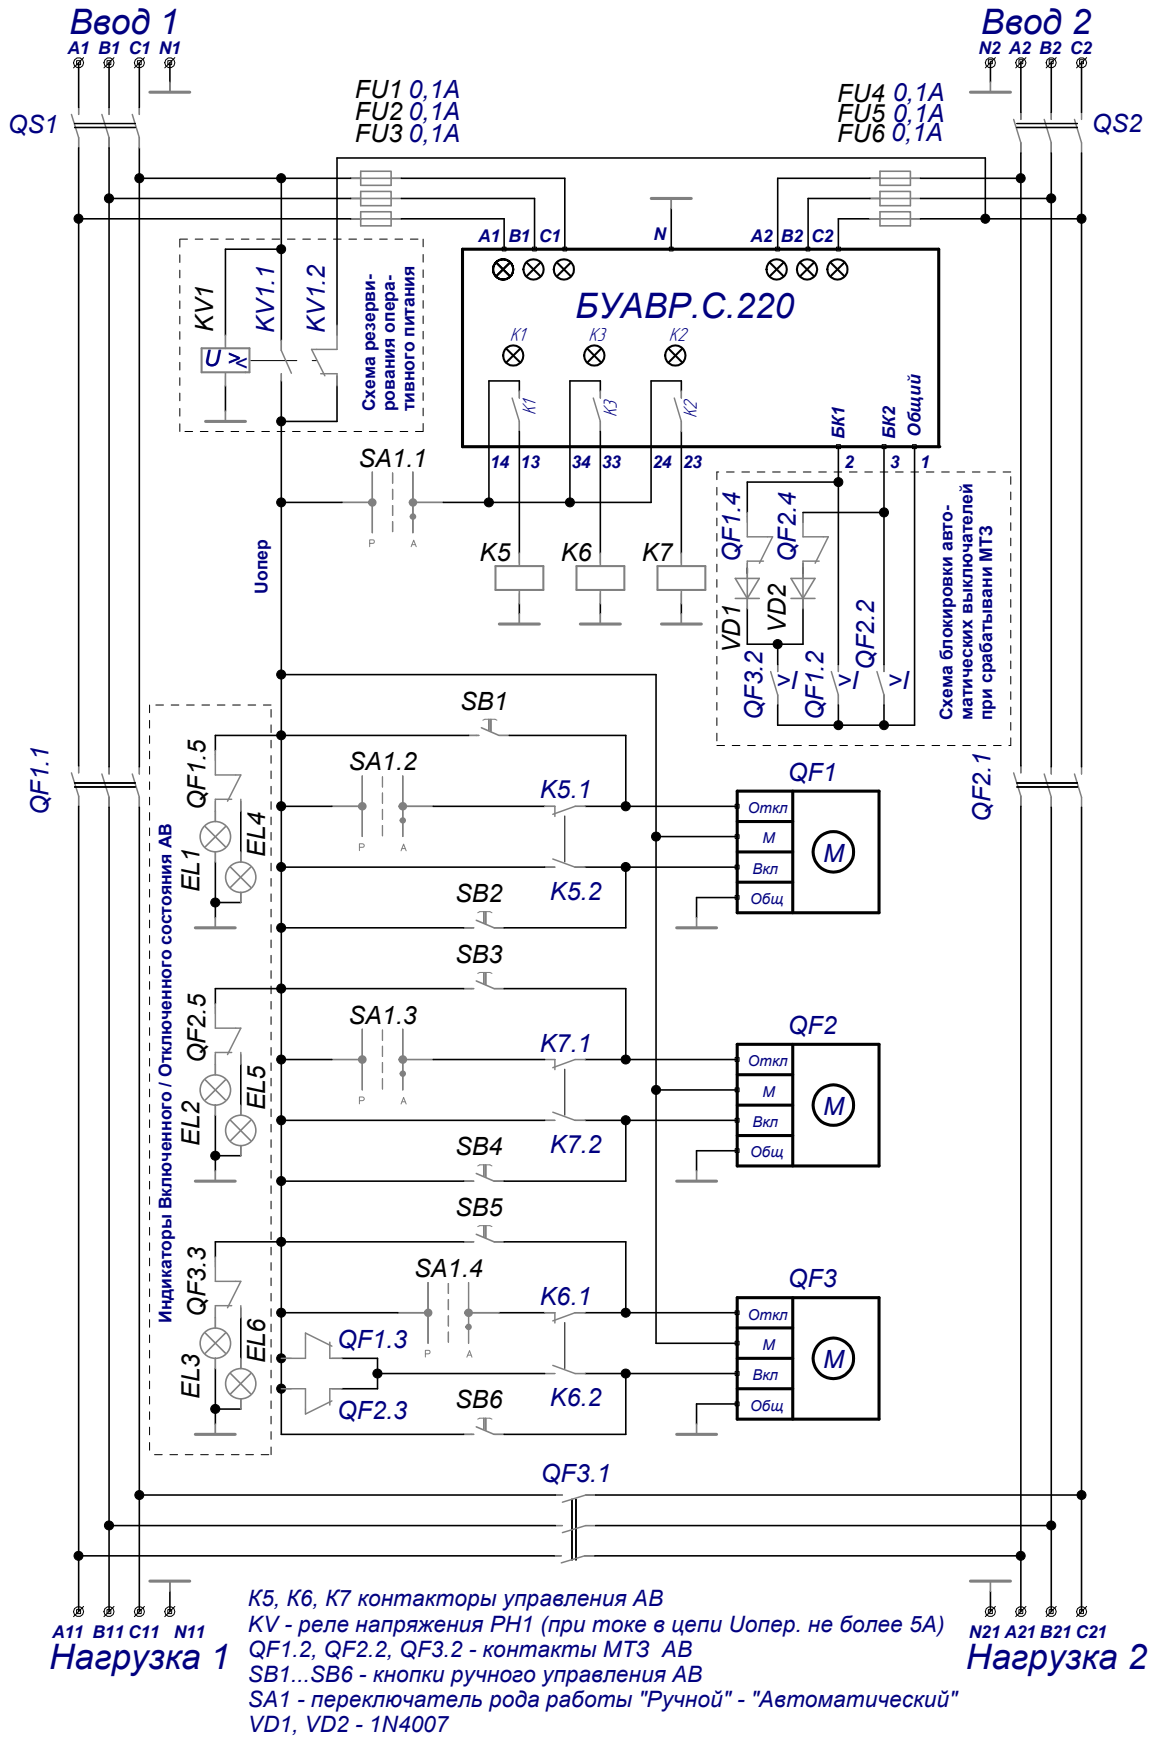 Ввод 1
A1 B1 C1 N1
Ввод 2
N2 A2 B2 C2
QS1
FU1 0,1A
FU2 0,1A
FU3 0,1A
FU4 0,1A
FU5 0,1A
FU6 0,1A
QS2
A1 B1 C1
N
A2 B2 C2
KV1
KV1.1
KV1.2
U
Схема резерви-
рования опера-
тивного питания
БУАВР.С.220
K1
K3
K2
K1
K3
K2
БК1
БК2
Общий
14 13
34 33
24 23
2 3 1
SA1.1
P A
Uопер
K5
K6
K7
QF1.4
QF2.4
VD1
VD2
QF3.2
QF1.2
QF2.2
>I
>I
>I
Схема блокировки авто-
матических выключателей
при срабатывани МТЗ
QF1.1
QF2.1
Индикаторы Включенного / Отключенного состояния АВ
SB1
QF1.5
EL1
EL4
SA1.2
P A
K5.1
K5.2
SB2
QF1
Откл
М
Вкл
Общ
M
SB3
QF2.5
EL2
EL5
SA1.3
P A
K7.1
K7.2
SB4
QF2
Откл
М
Вкл
Общ
M
SB5
QF3.3
EL3
EL6
SA1.4
P A
K6.1
QF1.3
QF2.3
K6.2
SB6
QF3
Откл
М
Вкл
Общ
M
QF3.1
A11 B11 C11 N11
Нагрузка 1
N21 A21 B21 C21
Нагрузка 2
К5, К6, К7 контакторы управления АВ
KV - реле напряжения РН1 (при токе в цепи Uопер. не более 5А)
QF1.2, QF2.2, QF3.2 - контакты МТЗ АВ
SB1...SB6 - кнопки ручного управления АВ
SA1 - переключатель рода работы "Ручной" - "Автоматический"
VD1, VD2 - 1N4007